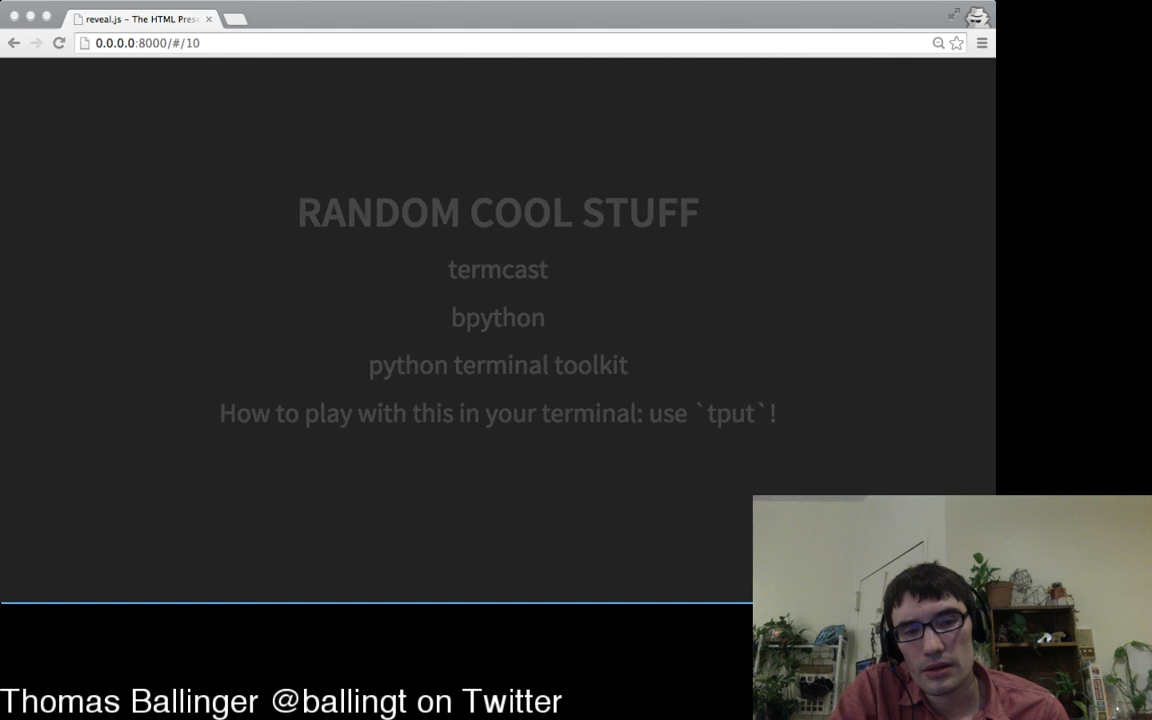 reveal.js – The HTML Pres
0.0.0.0:8000/#/10
RANDOM COOL STUFF
termcast
bpython
python terminal toolkit
How to play with this in your terminal: use `tput`!
Thomas Ballinger @ballingt on Twitter